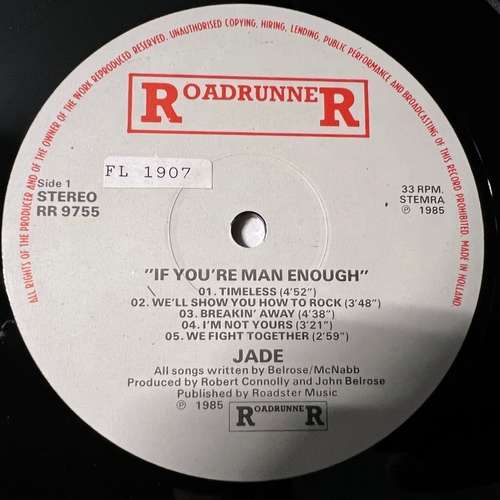 ALL RIGHTS OF THE PRODUCER AND OF THE OWNER OF THE WORK REPRODUCED RESERVED. UNAUTHORISED COPYING, HIRING, LENDING, PUBLIC PERFORMANCE AND BROADCASTING OF THIS RECORD PROHIBITED. MADE IN HOLLAND
ROADRUNNER
FL 1907
Side 1
STEREO
RR 9755
33 RPM.
STEMRA
℗ 1985
"IF YOU'RE MAN ENOUGH"
01. TIMELESS (4'52")
02. WE'LL SHOW YOU HOW TO ROCK (3'48")
03. BREAKIN' AWAY (4'38")
04. I'M NOT YOURS (3'21")
05. WE FIGHT TOGETHER (2'59")
JADE
All songs written by Belrose/McNabb
Produced by Robert Connolly and John Belrose
Published by Roadster Music
℗ 1985 ROADRUNNER